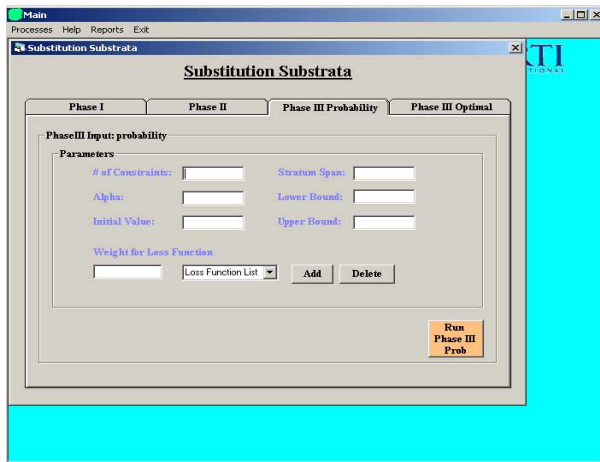 Main
Processes Help Reports Exit
Substitution Substrata
RTI
Substitution Substrata
Phase I Phase II Phase III Probability Phase III Optimal
PhaseIII Input: probability
Parameters
# of Constraints: Stratum Span:
Alpha: Lower Bound:
Initial Value: Upper Bound:
Weight for Loss Function
Loss Function List Add Delete
Run
Phase III
Prob